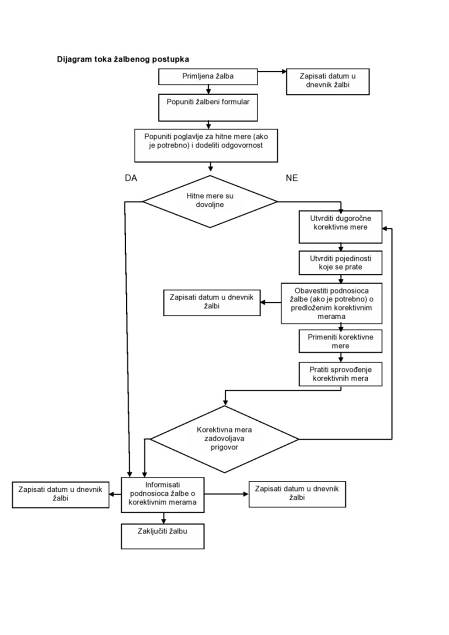 Dijagram toka žalbenog postupka
Primljena žalba
Zapisati datum u
dnevnik žalbi
Popuniti žalbeni formular
Popuniti poglavlje za hitne mere (ako
je potrebno) i dodeliti odgovornost
DA
NE
Hitne mere su
dovoljne
Utvrditi dugoročne
korektivne mere
Utvrditi pojedinosti
koje se prate
Zapisati datum u dnevnik
žalbi
Obavestiti podnosioca
žalbe (ako je potrebno) o
predloženim korektivnim
merama
Primeniti korektivne
mere
Pratiti sprovođenje
korektivnih mera
Korektivna mera
zadovoljava
prigovor
Zapisati datum u dnevnik
žalbi
Informisati
podnosioca žalbe o
korektivnim merama
Zapisati datum u dnevnik
žalbi
Zaključiti žalbu